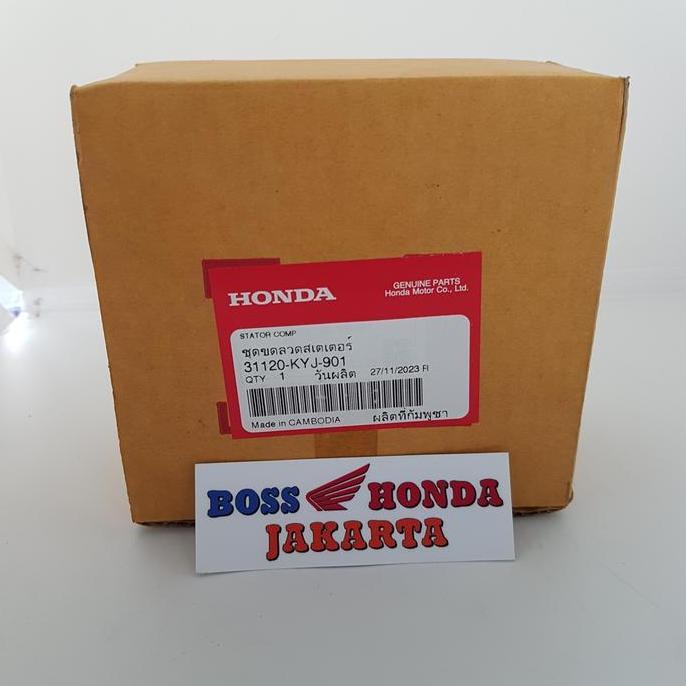 HONDA
GENUINE PARTS
Honda Motor Co., Ltd.
STATOR COMP
ชุดขดลวดสเตเตอร์
31120-KYJ-901
QTY 1 วันผลิต 27/11/2023 FI
Made in CAMBODIA ผลิตที่กัมพูชา
BOSS HONDA
JAKARTA